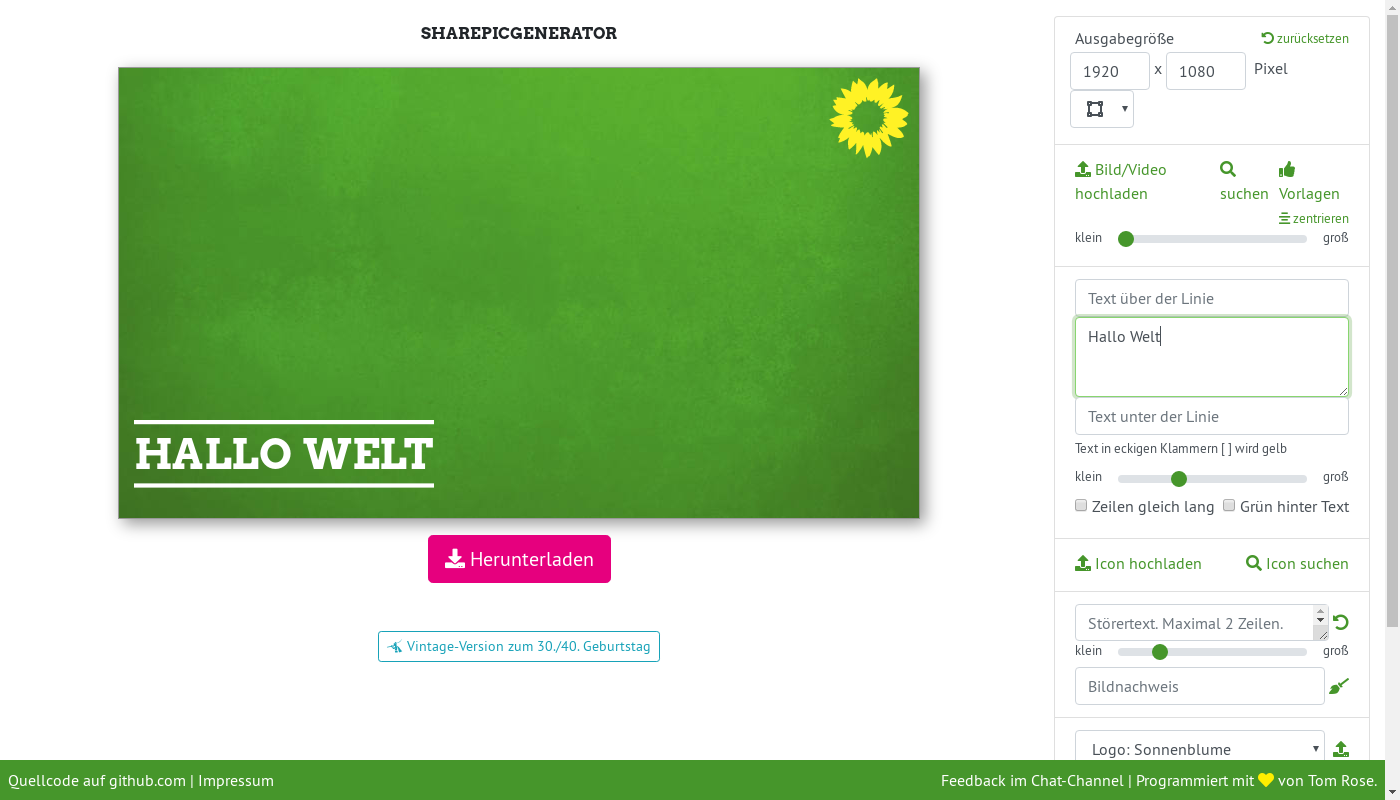 SHAREPICGENERATOR
HALLO WELT
Herunterladen
Vintage-Version zum 30./40. Geburtstag
Ausgabegröße
zurücksetzen
1920 x 1080 Pixel
Bild/Video hochladen
suchen
Vorlagen
zentrieren
klein
groß
Text über der Linie
Hallo Welt
Text unter der Linie
Text in eckigen Klammern [ ] wird gelb
klein
groß
Zeilen gleich lang
Grün hinter Text
Icon hochladen
Icon suchen
Störertext. Maximal 2 Zeilen.
klein
groß
Bildnachweis
Logo: Sonnenblume
Quellcode auf github.com | Impressum
Feedback im Chat-Channel | Programmiert mit von Tom Rose.